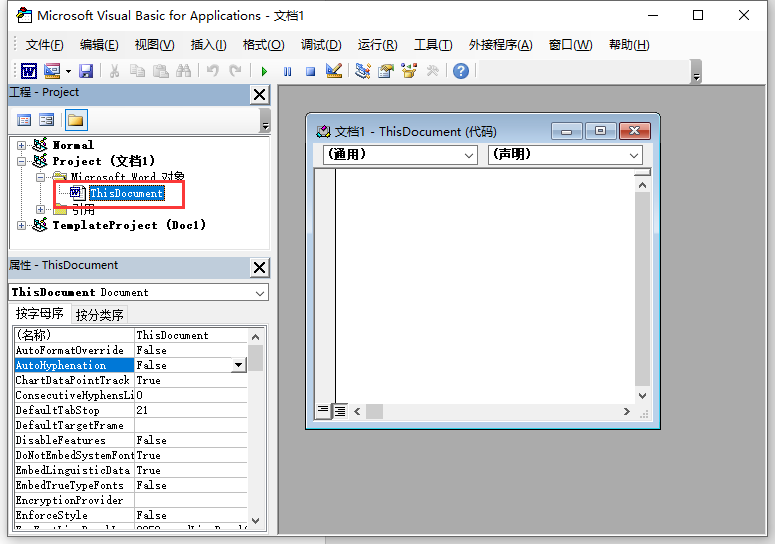 Microsoft Visual Basic for Applications - 文档1
文件(F) 编辑(E) 视图(V) 插入(I) 格式(O) 调试(D) 运行(R) 工具(T) 外接程序(A) 窗口(W) 帮助(H)
工程 - Project
Normal
Project (文档1)
Microsoft Word 对象
ThisDocument
引用
TemplateProject (Doc1)
属性 - ThisDocument
ThisDocument Document
按字母序 按分类序
(名称) ThisDocument
AutoFormatOverride False
AutoHyphenation False
ChartDataPointTrack True
ConsecutiveHyphensLi 0
DefaultTabStop 21
DefaultTargetFrame
DisableFeatures False
DoNotEmbedSystemFont True
EmbedLinguisticData True
EmbedTrueTypeFonts False
EncryptionProvider
EnforceStyle False
文档1 - ThisDocument (代码)
(通用) (声明)